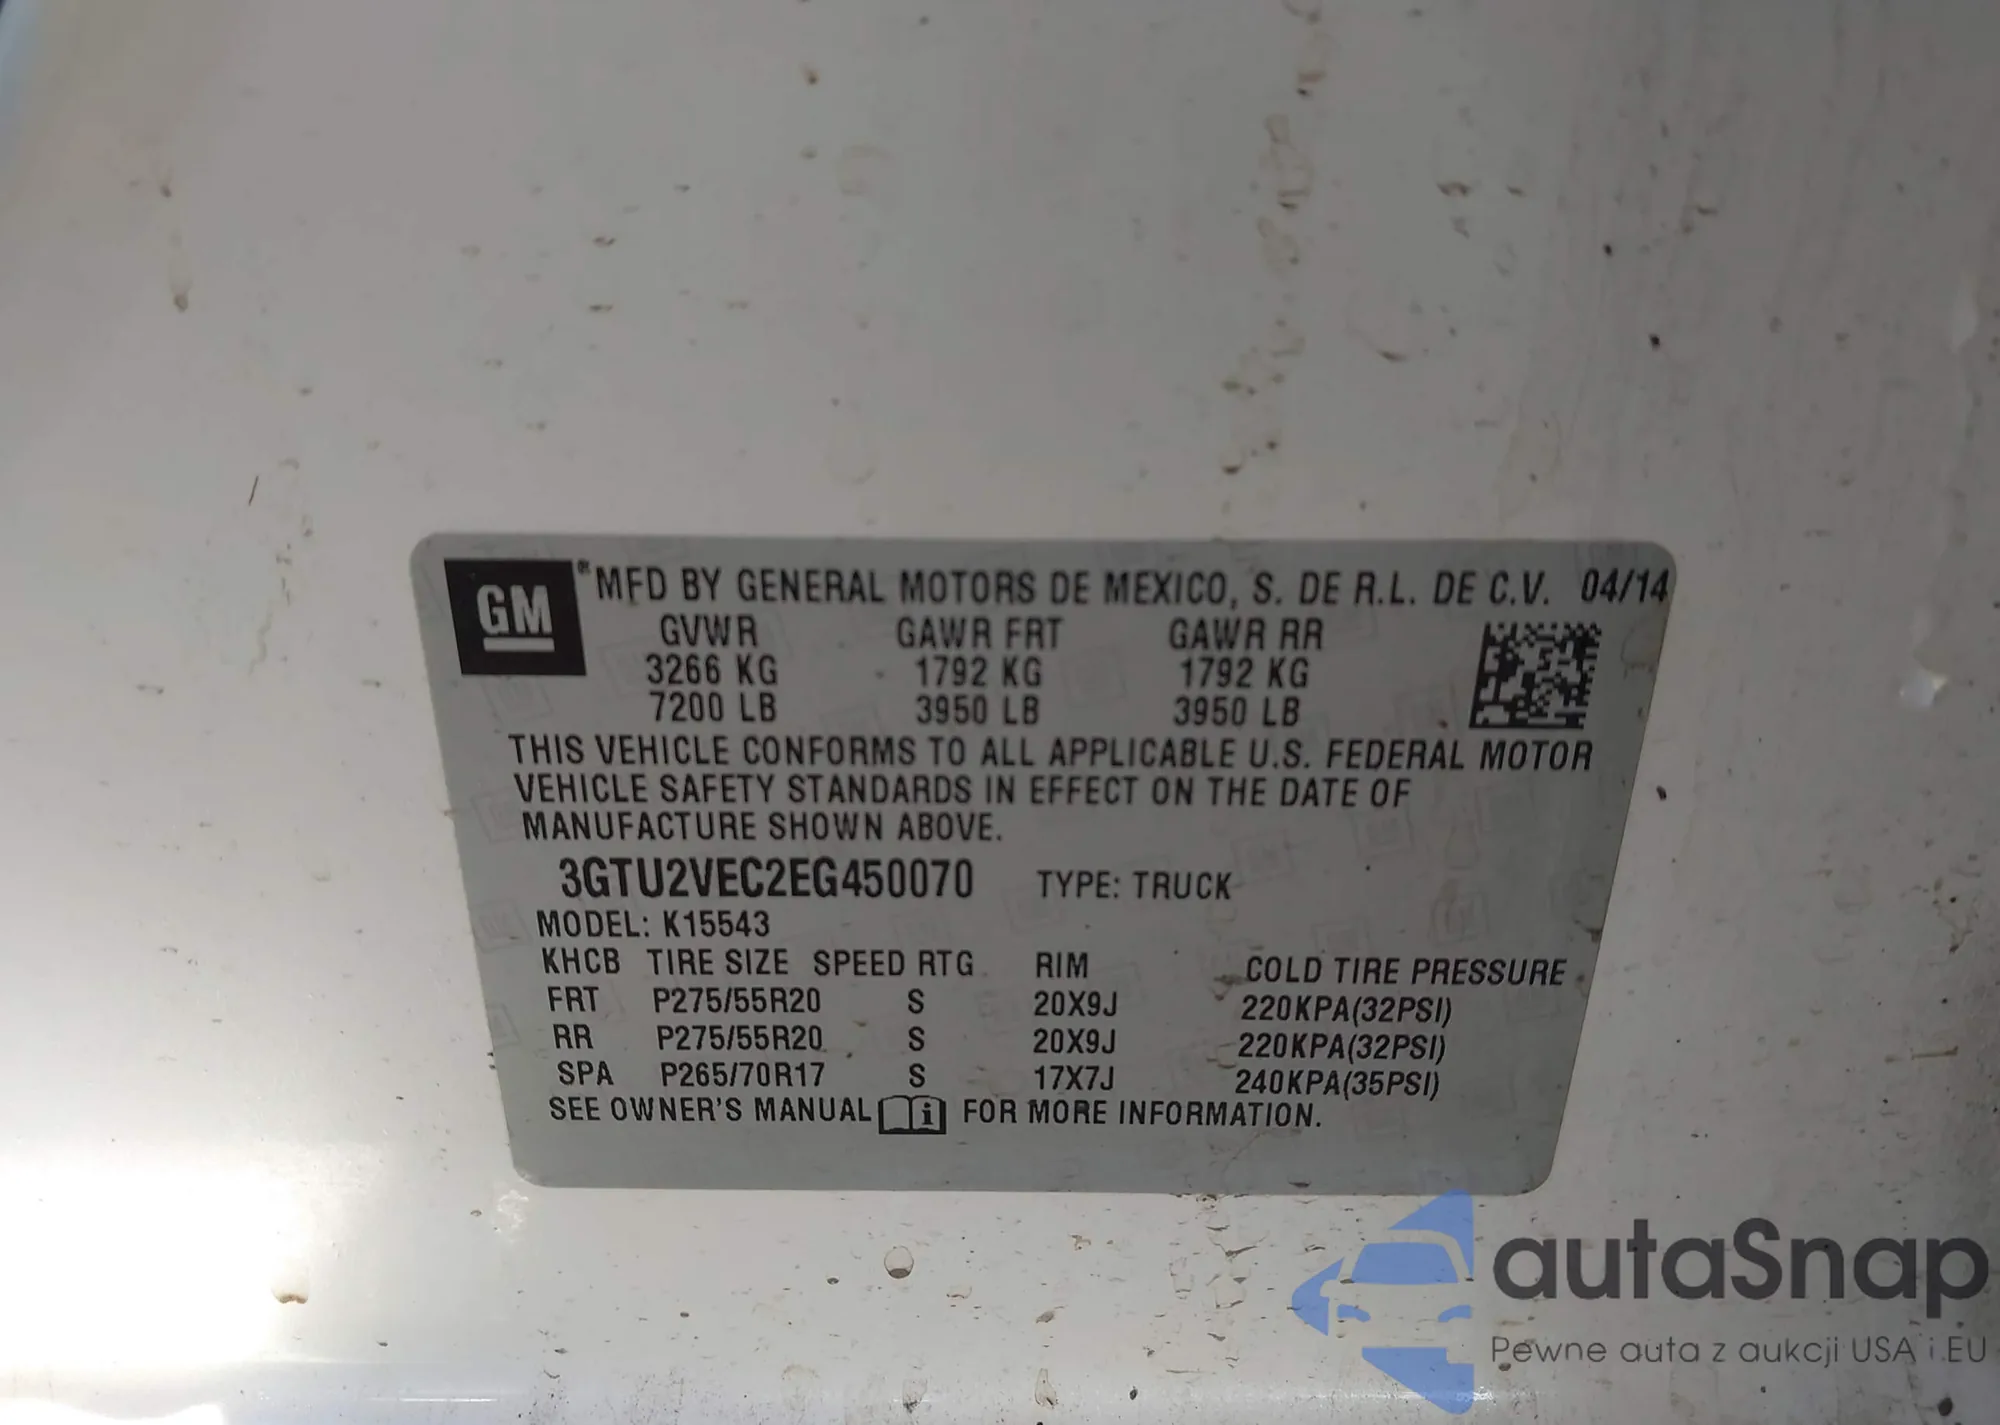 GM ® MFD BY GENERAL MOTORS DE MEXICO, S. DE R.L. DE C.V. 04/14
GVWR GAWR FRT GAWR RR
3266 KG 1792 KG 1792 KG
7200 LB 3950 LB 3950 LB
THIS VEHICLE CONFORMS TO ALL APPLICABLE U.S. FEDERAL MOTOR
VEHICLE SAFETY STANDARDS IN EFFECT ON THE DATE OF
MANUFACTURE SHOWN ABOVE.
3GTU2VEC2EG450070 TYPE: TRUCK
MODEL: K15543
KHCB TIRE SIZE SPEED RTG RIM COLD TIRE PRESSURE
FRT P275/55R20 S 20X9J 220KPA(32PSI)
RR P275/55R20 S 20X9J 220KPA(32PSI)
SPA P265/70R17 S 17X7J 240KPA(35PSI)
SEE OWNER'S MANUAL i FOR MORE INFORMATION.
autaSnap
Pewne auta z aukcji USA i EU